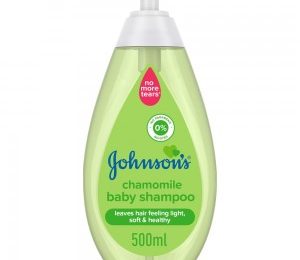 no
more
tears®
0%
Johnson's®
chamomile
baby shampoo
leaves hair feeling light,
soft & healthy
500ml